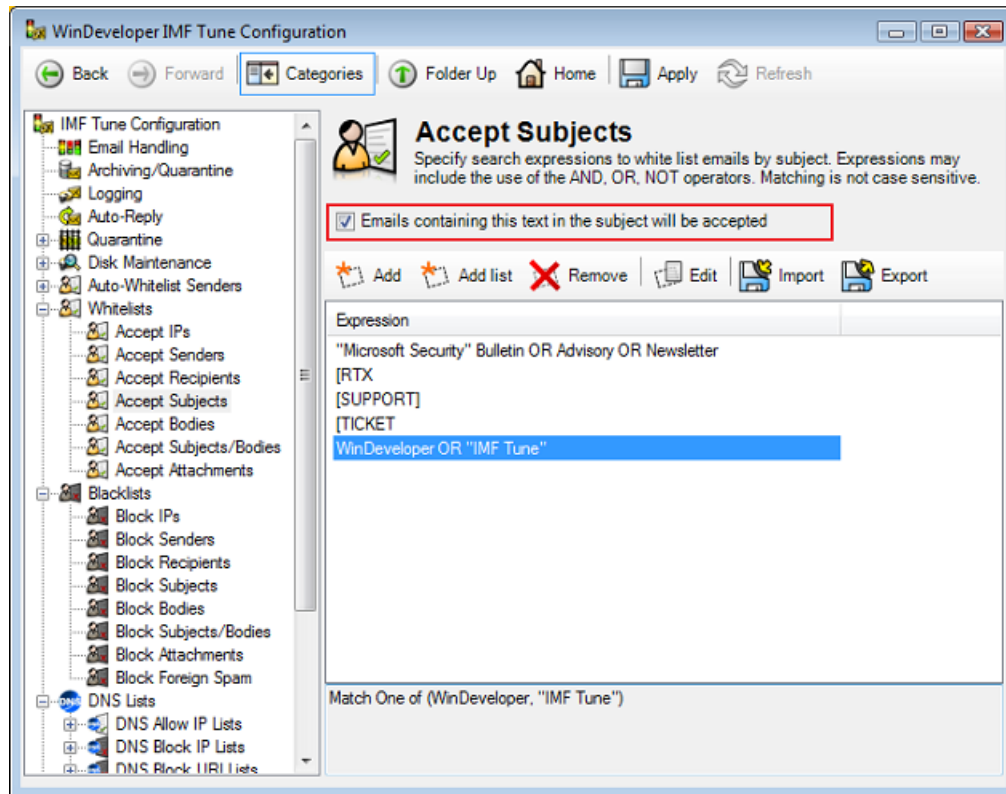 WinDeveloper IMF Tune Configuration
Back Forward Categories Folder Up Home Apply Refresh
IMF Tune Configuration
Email Handling
Archiving/Quarantine
Logging
Auto-Reply
Quarantine
Disk Maintenance
Auto-Whitelist Senders
Whitelists
Accept IPs
Accept Senders
Accept Recipients
Accept Subjects
Accept Bodies
Accept Subjects/Bodies
Accept Attachments
Blacklists
Block IPs
Block Senders
Block Recipients
Block Subjects
Block Bodies
Block Subjects/Bodies
Block Attachments
Block Foreign Spam
DNS Lists
DNS Allow IP Lists
DNS Block IP Lists
DNS Block URI Lists
Accept Subjects
Specify search expressions to white list emails by subject. Expressions may
include the use of the AND, OR, NOT operators. Matching is not case sensitive.
Emails containing this text in the subject will be accepted
Add Add list Remove Edit Import Export
Expression
"Microsoft Security" Bulletin OR Advisory OR Newsletter
[RTX
[SUPPORT]
[TICKET
WinDeveloper OR "IMF Tune"
Match One of (WinDeveloper, "IMF Tune")